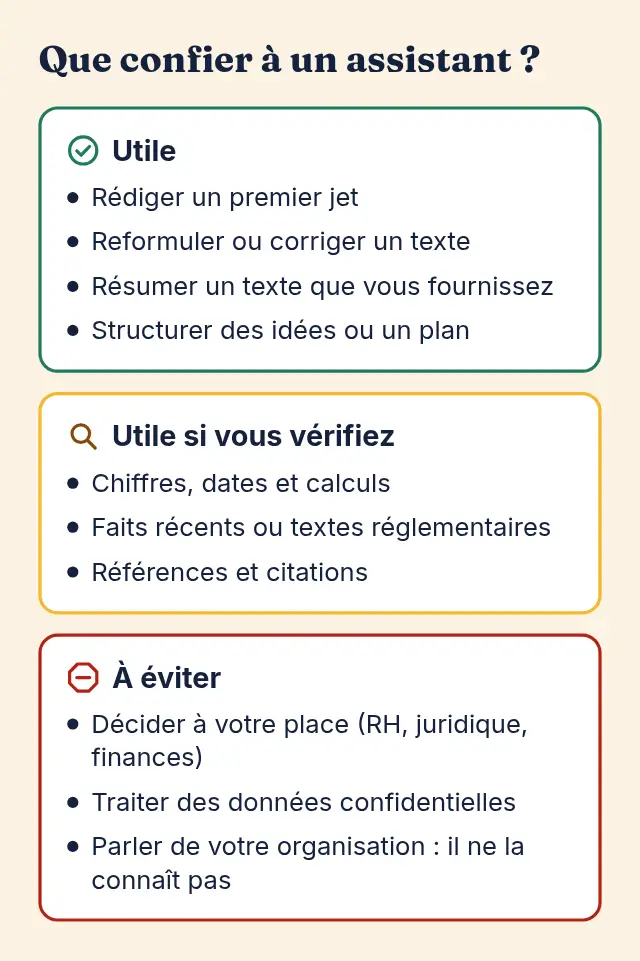 Que confier à un assistant ?
Utile
Rédiger un premier jet
Reformuler ou corriger un texte
Résumer un texte que vous fournissez
Structurer des idées ou un plan
Utile si vous vérifiez
Chiffres, dates et calculs
Faits récents ou textes réglementaires
Références et citations
À éviter
Décider à votre place (RH, juridique,
finances)
Traiter des données confidentielles
Parler de votre organisation : il ne la
connaît pas